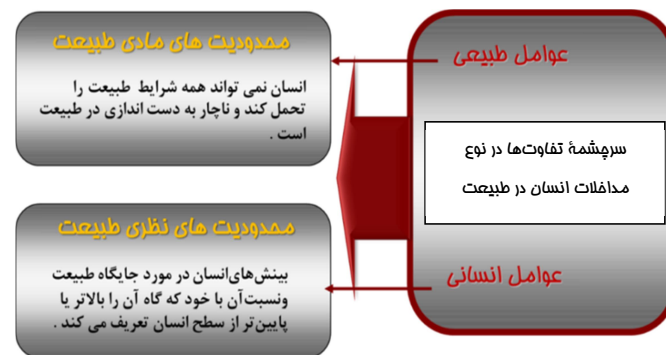 عوامل طبیعی
سرچشمهٔ تفاوت‌ها در نوع
مداخلات انسان در طبیعت
عوامل انسانی
محدودیت های مادی طبیعت
انسان نمی تواند همه شرایط طبیعت را
تحمل کند و ناچار به دست اندازی در طبیعت
است .
محدودیت های نظری طبیعت
بینش‌های‌انسان در مورد جایگاه طبیعت
ونسبت‌آن با خود که گاه آن را بالاتر یا
پایین‌تر از سطح انسان تعریف می کند .